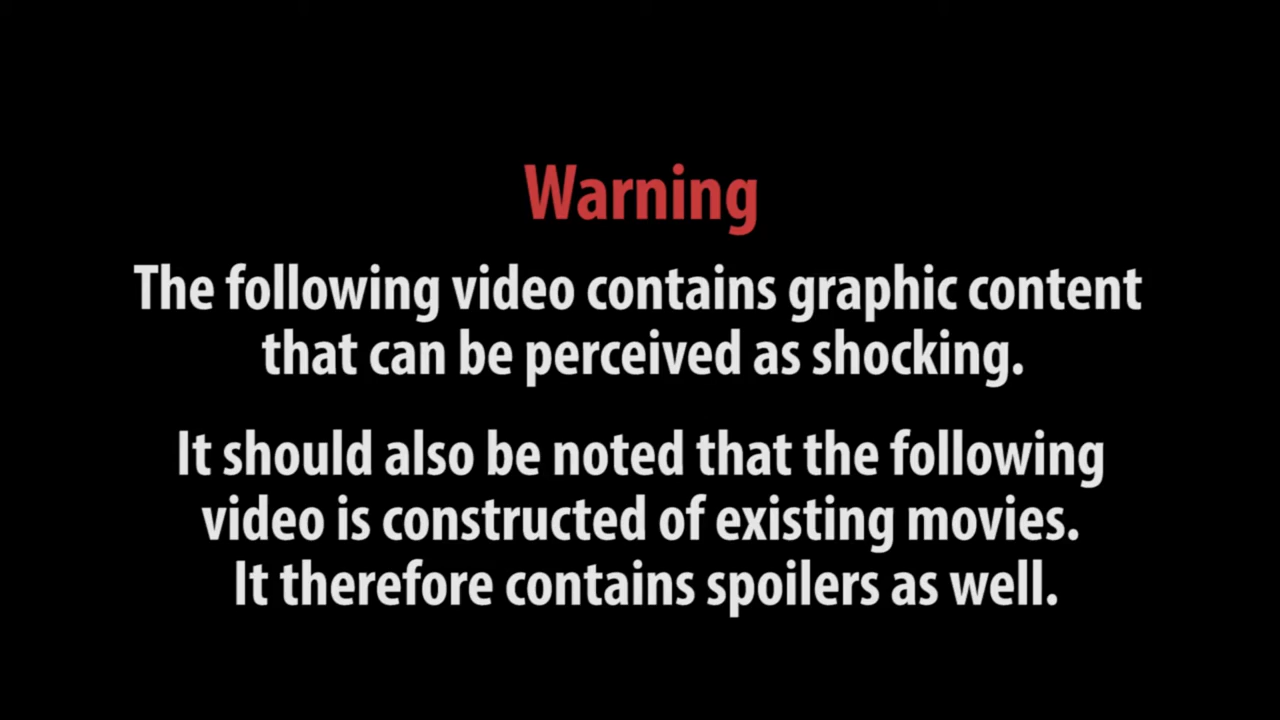 Warning
The following video contains graphic content
that can be perceived as shocking.
It should also be noted that the following
video is constructed of existing movies.
It therefore contains spoilers as well.